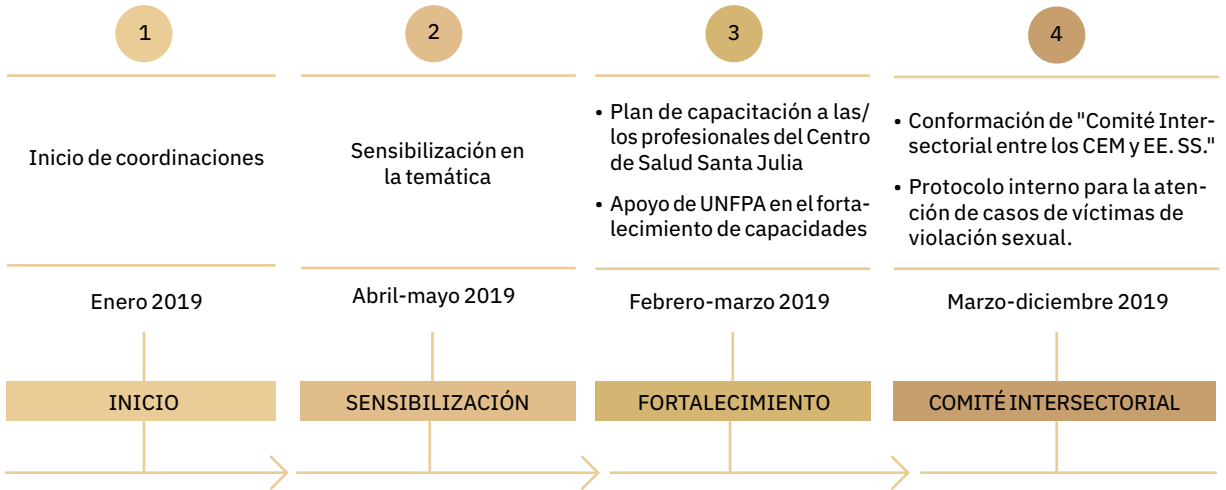 1
Inicio de coordinaciones
Enero 2019
INICIO
2
Sensibilización en
la temática
Abril-mayo 2019
SENSIBILIZACIÓN
3
• Plan de capacitación a las/
los profesionales del Centro
de Salud Santa Julia
• Apoyo de UNFPA en el forta-
lecimiento de capacidades
Febrero-marzo 2019
FORTALECIMIENTO
4
• Conformación de "Comité Inter-
sectorial entre los CEM y EE. SS."
• Protocolo interno para la aten-
ción de casos de víctimas de
violación sexual.
Marzo-diciembre 2019
COMITÉ INTERSECTORIAL